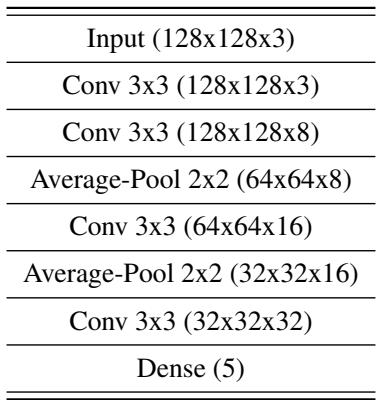 Input (128x128x3)
Conv 3x3 (128x128x3)
Conv 3x3 (128x128x8)
Average-Pool 2x2 (64x64x8)
Conv 3x3 (64x64x16)
Average-Pool 2x2 (32x32x16)
Conv 3x3 (32x32x32)
Dense (5)